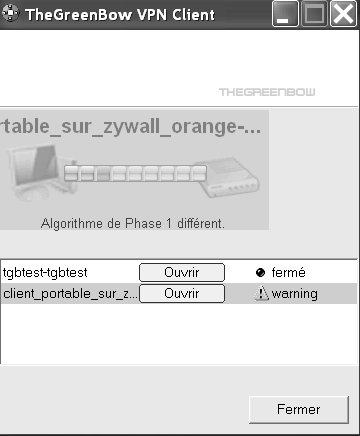 TheGreenBow VPN Client
THEGREENBOW
rtable_sur_zywall_orange-...
Algorithme de Phase 1 différent.
tgbtest-tgbtest Ouvrir fermé
client_portable_sur_z... Ouvrir warning
Fermer